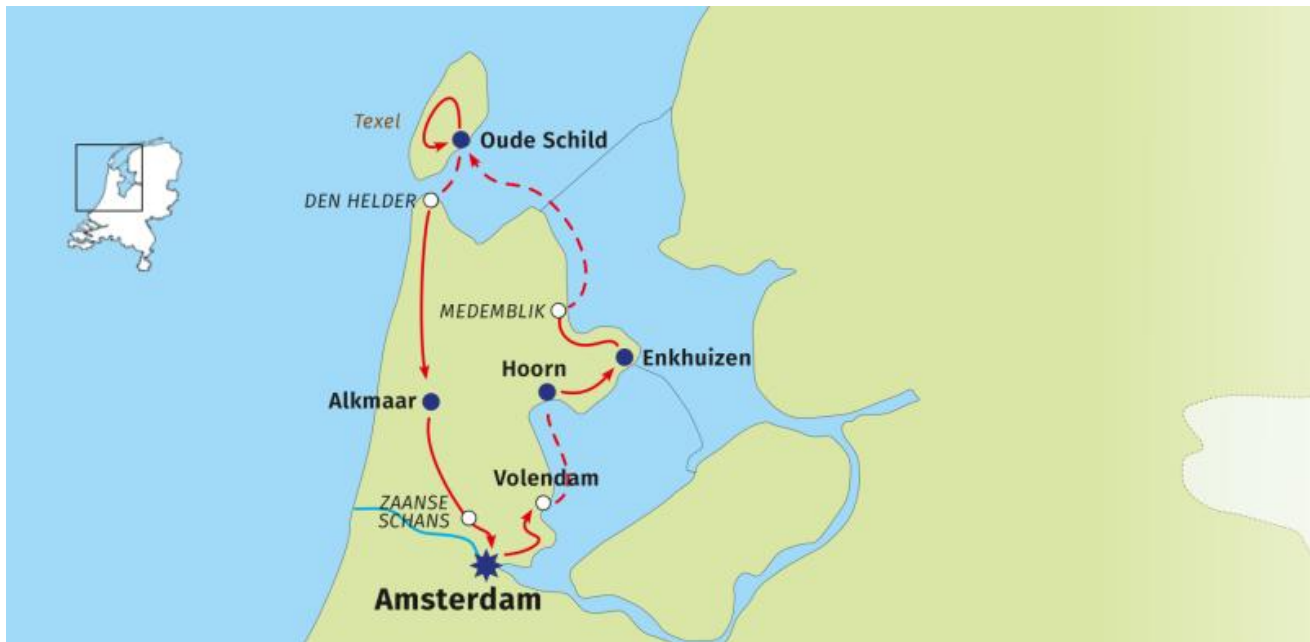 Texel
Oude Schild
DEN HELDER
MEDEMBLIK
Enkhuizen
Hoorn
Alkmaar
Volendam
ZAANSE
SCHANS
Amsterdam